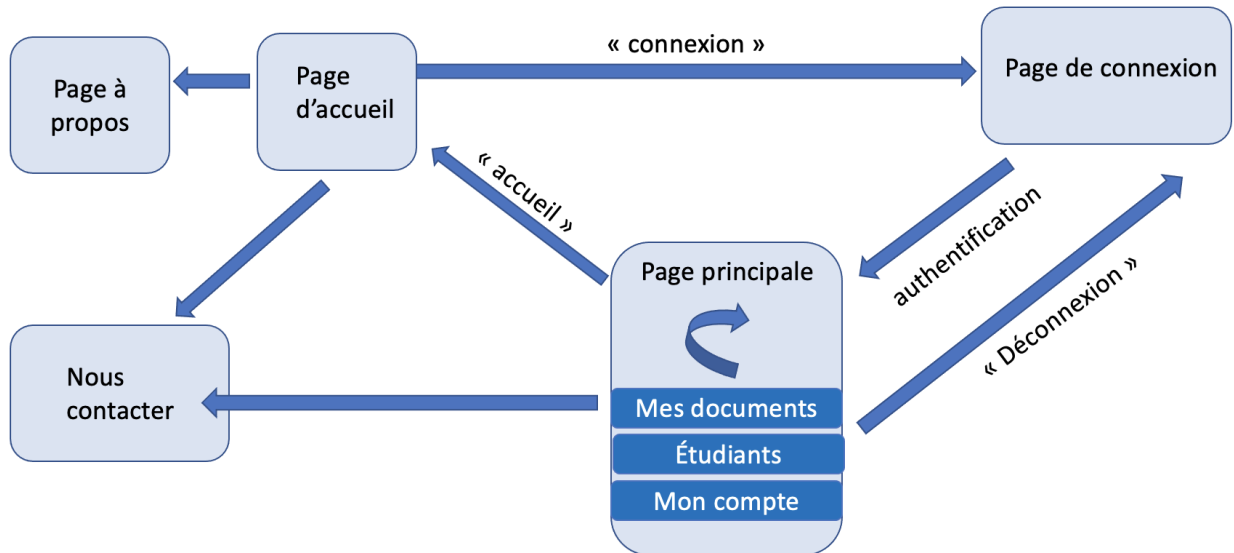 « connexion »
Page de connexion
Page
d’accueil
Page à
propos
« accueil »
authentification
Page principale
« Déconnexion »
Nous
contacter
Mes documents
Étudiants
Mon compte